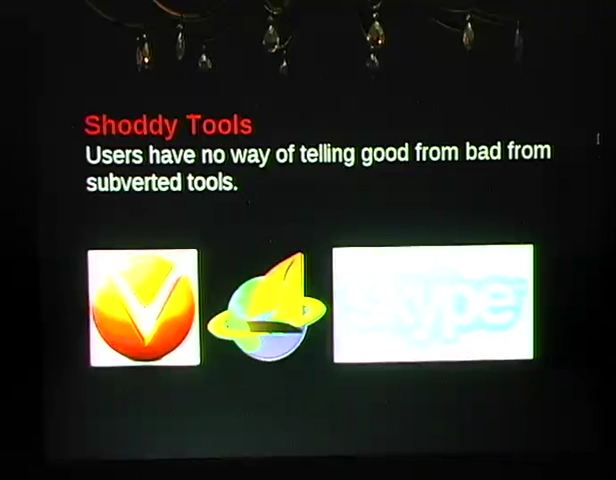 Shoddy Tools
Users have no way of telling good from bad from
subverted tools.
skype